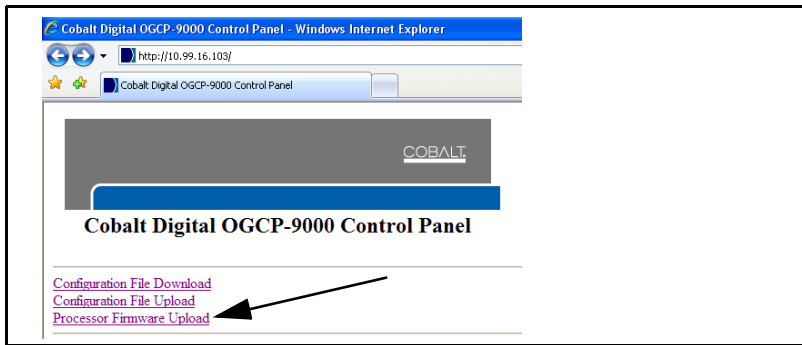 Cobalt Digital OGCP-9000 Control Panel - Windows Internet Explorer
http://10.99.16.103/
Cobalt Digital OGCP-9000 Control Panel
COBALT
Cobalt Digital OGCP-9000 Control Panel
Configuration File Download
Configuration File Upload
Processor Firmware Upload